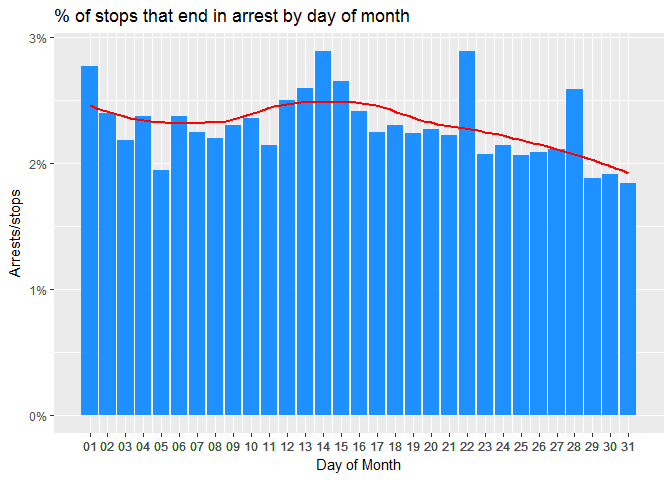 % of stops that end in arrest by day of month
3%
2%
1%
0%
Arrests/stops
01 02 03 04 05 06 07 08 09 10 11 12 13 14 15 16 17 18 19 20 21 22 23 24 25 26 27 28 29 30 31
Day of Month